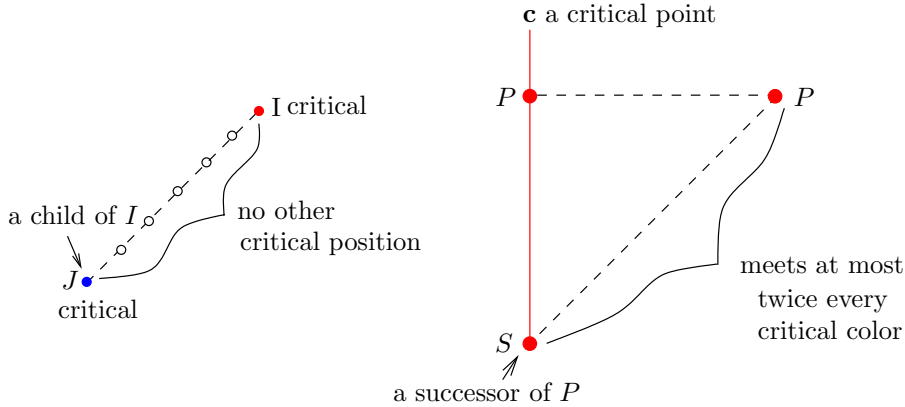 I critical
a child of I
no other
critical position
J
critical
c a critical point
P
P
meets at most
twice every
critical color
S
a successor of P